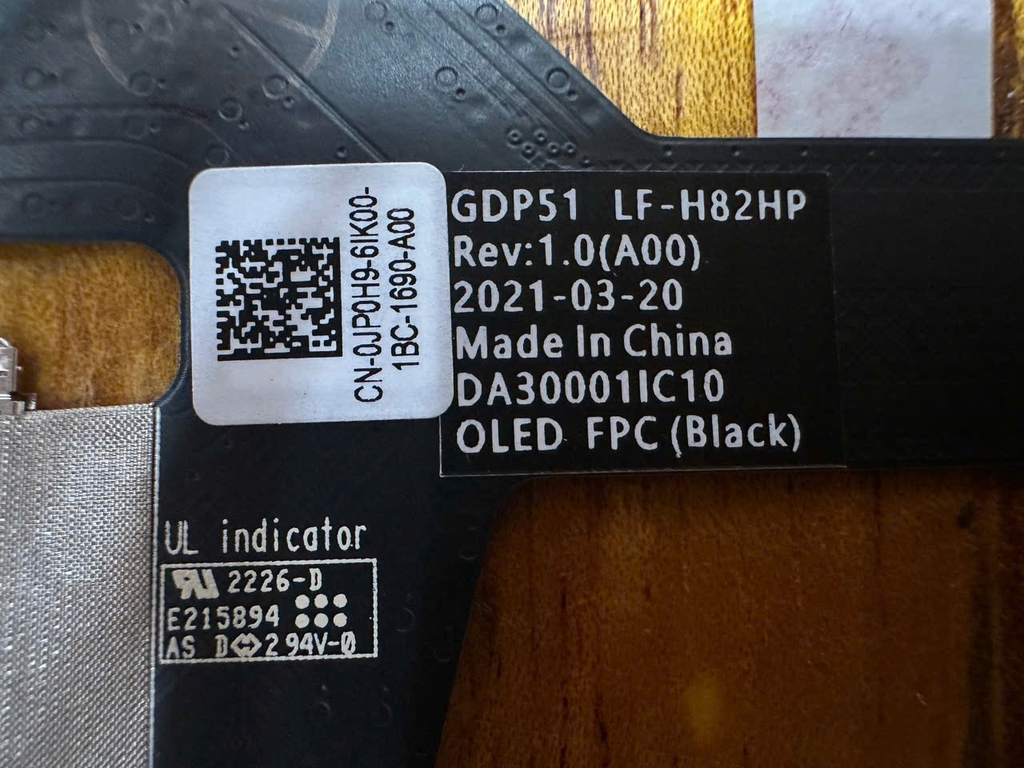 CN-0JP0H9-6IK00-
1BC-1690-A00
GDP51 LF-H82HP
Rev:1.0(A00)
2021-03-20
Made In China
DA30001IC10
OLED FPC (Black)
UL indicator
2226-D
E215894
AS D⇔2 94V-0